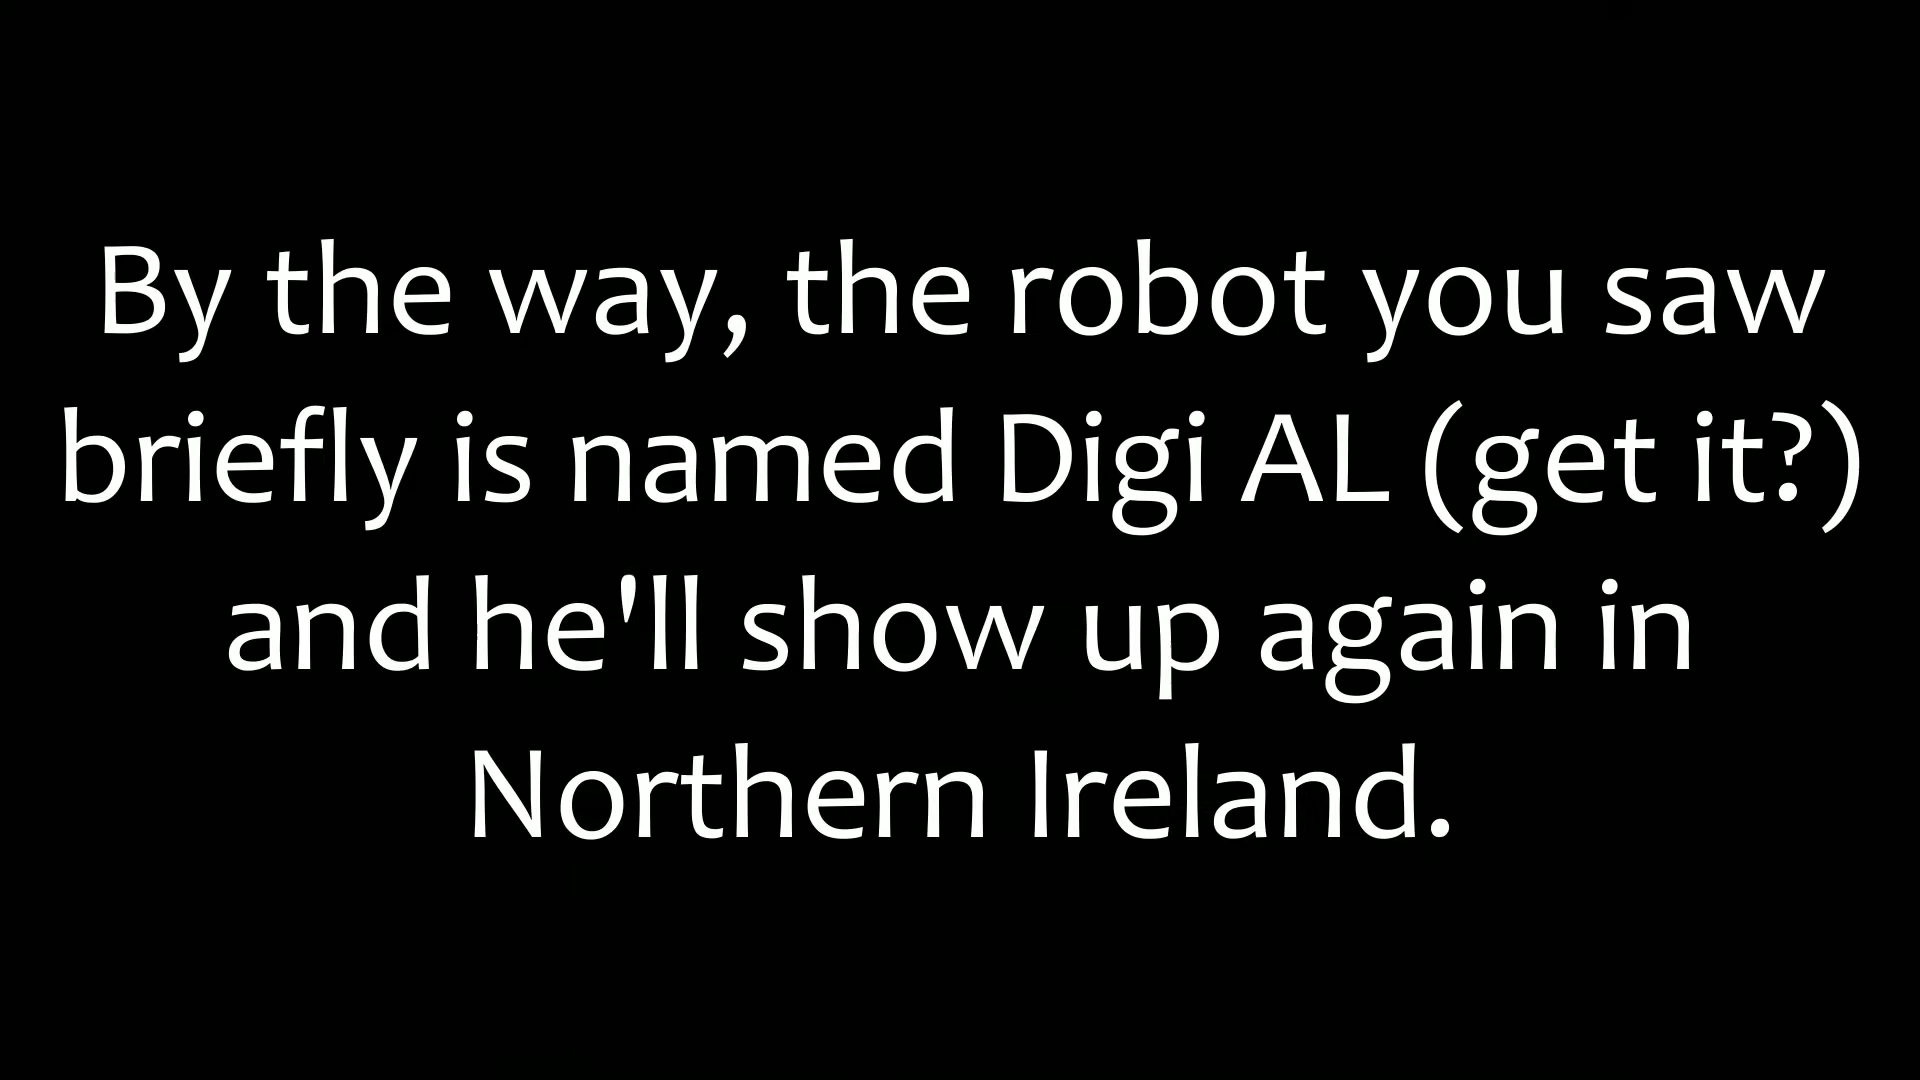 By the way, the robot you saw
briefly is named Digi AL (get it?)
and he'll show up again in
Northern Ireland.